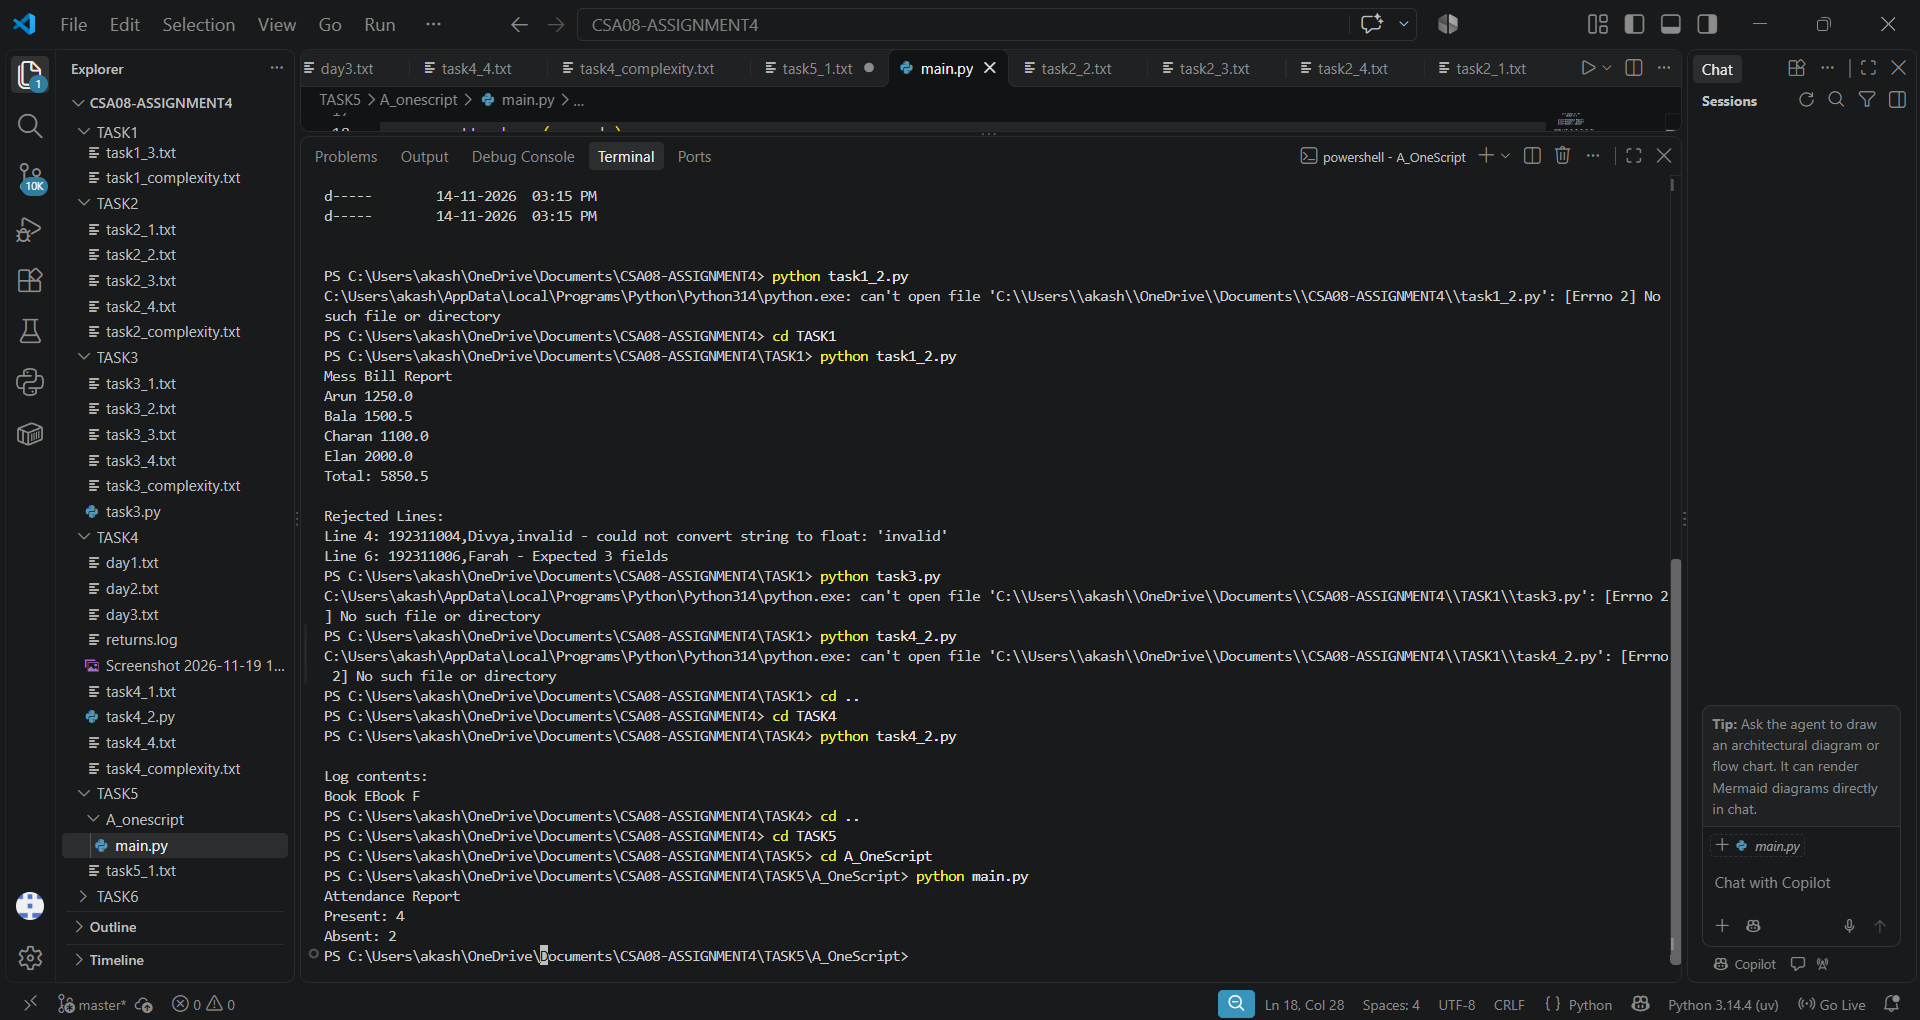 File Edit Selection View Go Run ··· CSA08-ASSIGNMENT4
Explorer
1
10K
CSA08-ASSIGNMENT4
TASK1
task1_3.txt
task1_complexity.txt
TASK2
task2_1.txt
task2_2.txt
task2_3.txt
task2_4.txt
task2_complexity.txt
TASK3
task3_1.txt
task3_2.txt
task3_3.txt
task3_4.txt
task3_complexity.txt
task3.py
TASK4
day1.txt
day2.txt
day3.txt
returns.log
Screenshot 2026-11-19 1...
task4_1.txt
task4_2.py
task4_4.txt
task4_complexity.txt
TASK5
A_onescript
main.py
task5_1.txt
TASK6
Outline
Timeline
day3.txt task4_4.txt task4_complexity.txt task5_1.txt main.py task2_2.txt task2_3.txt task2_4.txt task2_1.txt
TASK5 > A_onescript > main.py > ...
Problems Output Debug Console Terminal Ports powershell - A_OneScript
d----- 14-11-2026 03:15 PM
d----- 14-11-2026 03:15 PM
PS C:\Users\akash\OneDrive\Documents\CSA08-ASSIGNMENT4> python task1_2.py
C:\Users\akash\AppData\Local\Programs\Python\Python314\python.exe: can't open file 'C:\\Users\\akash\\OneDrive\\Documents\\CSA08-ASSIGNMENT4\\task1_2.py': [Errno 2] No
such file or directory
PS C:\Users\akash\OneDrive\Documents\CSA08-ASSIGNMENT4> cd TASK1
PS C:\Users\akash\OneDrive\Documents\CSA08-ASSIGNMENT4\TASK1> python task1_2.py
Mess Bill Report
Arun 1250.0
Bala 1500.5
Charan 1100.0
Elan 2000.0
Total: 5850.5
Rejected Lines:
Line 4: 192311004,Divya,invalid - could not convert string to float: 'invalid'
Line 6: 192311006,Farah - Expected 3 fields
PS C:\Users\akash\OneDrive\Documents\CSA08-ASSIGNMENT4\TASK1> python task3.py
C:\Users\akash\AppData\Local\Programs\Python\Python314\python.exe: can't open file 'C:\\Users\\akash\\OneDrive\\Documents\\CSA08-ASSIGNMENT4\\TASK1\\task3.py': [Errno 2
] No such file or directory
PS C:\Users\akash\OneDrive\Documents\CSA08-ASSIGNMENT4\TASK1> python task4_2.py
C:\Users\akash\AppData\Local\Programs\Python\Python314\python.exe: can't open file 'C:\\Users\\akash\\OneDrive\\Documents\\CSA08-ASSIGNMENT4\\TASK1\\task4_2.py': [Errno
2] No such file or directory
PS C:\Users\akash\OneDrive\Documents\CSA08-ASSIGNMENT4\TASK1> cd ..
PS C:\Users\akash\OneDrive\Documents\CSA08-ASSIGNMENT4> cd TASK4
PS C:\Users\akash\OneDrive\Documents\CSA08-ASSIGNMENT4\TASK4> python task4_2.py
Log contents:
Book EBook F
PS C:\Users\akash\OneDrive\Documents\CSA08-ASSIGNMENT4\TASK4> cd ..
PS C:\Users\akash\OneDrive\Documents\CSA08-ASSIGNMENT4> cd TASK5
PS C:\Users\akash\OneDrive\Documents\CSA08-ASSIGNMENT4\TASK5> cd A_OneScript
PS C:\Users\akash\OneDrive\Documents\CSA08-ASSIGNMENT4\TASK5\A_OneScript> python main.py
Attendance Report
Present: 4
Absent: 2
PS C:\Users\akash\OneDrive\Documents\CSA08-ASSIGNMENT4\TASK5\A_OneScript>
Chat
Sessions
Tip: Ask the agent to draw
an architectural diagram or
flow chart. It can render
Mermaid diagrams directly
in chat.
main.py
Chat with Copilot
Copilot
master* 0 0 Ln 18, Col 28 Spaces: 4 UTF-8 CRLF {} Python Python 3.14.4 (uv) Go Live